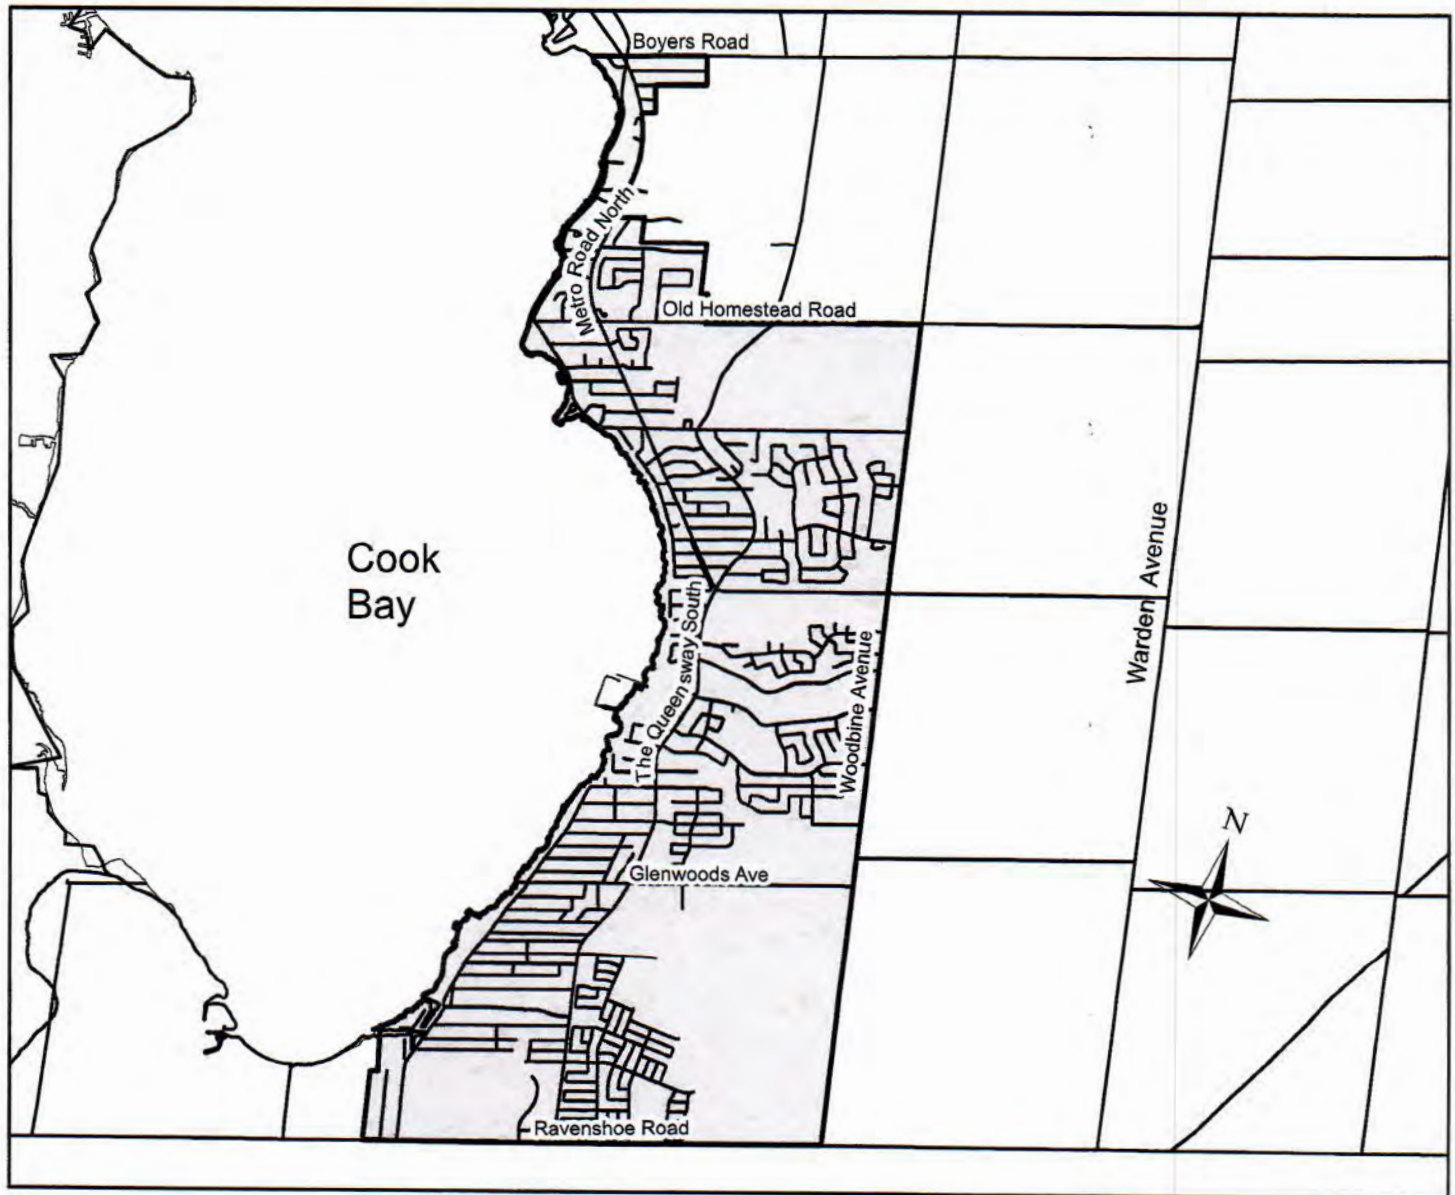 Boyers Road
Metro Road North
Old Homestead Road
Cook
Bay
Warden Avenue
The Queensway South
Woodbine Avenue
N
Glenwoods Ave
Ravenshoe Road